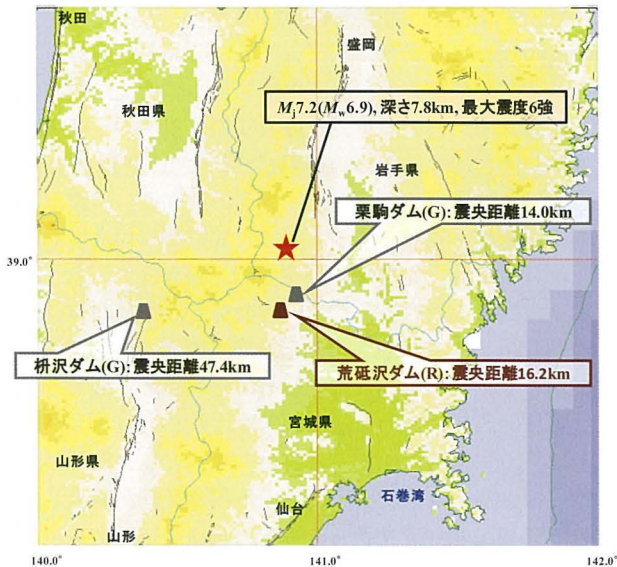 秋田
盛岡
秋田県
Mj7.2(Mw6.9), 深さ7.8km, 最大震度6強
岩手県
栗駒ダム(G): 震央距離14.0km
39.0°
枡沢ダム(G): 震央距離47.4km
荒砥沢ダム(R): 震央距離16.2km
宮城県
山形県
仙台
石巻湾
山形
140.0°
141.0°
142.0°